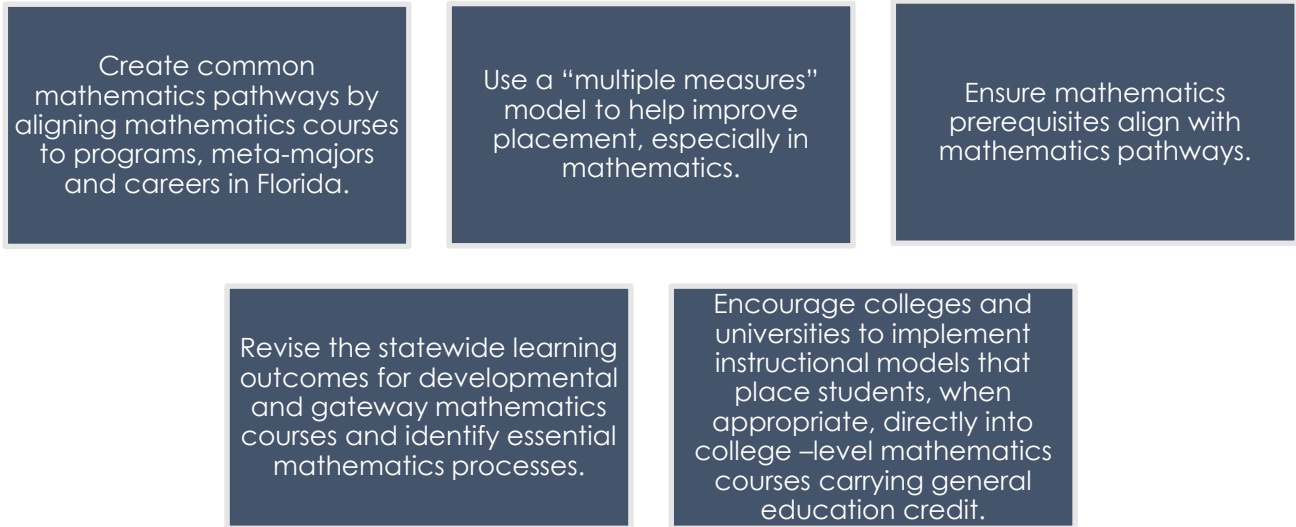 Create common
mathematics pathways by
aligning mathematics courses
to programs, meta-majors
and careers in Florida.
Use a “multiple measures”
model to help improve
placement, especially in
mathematics.
Ensure mathematics
prerequisites align with
mathematics pathways.
Revise the statewide learning
outcomes for developmental
and gateway mathematics
courses and identify essential
mathematics processes.
Encourage colleges and
universities to implement
instructional models that
place students, when
appropriate, directly into
college –level mathematics
courses carrying general
education credit.